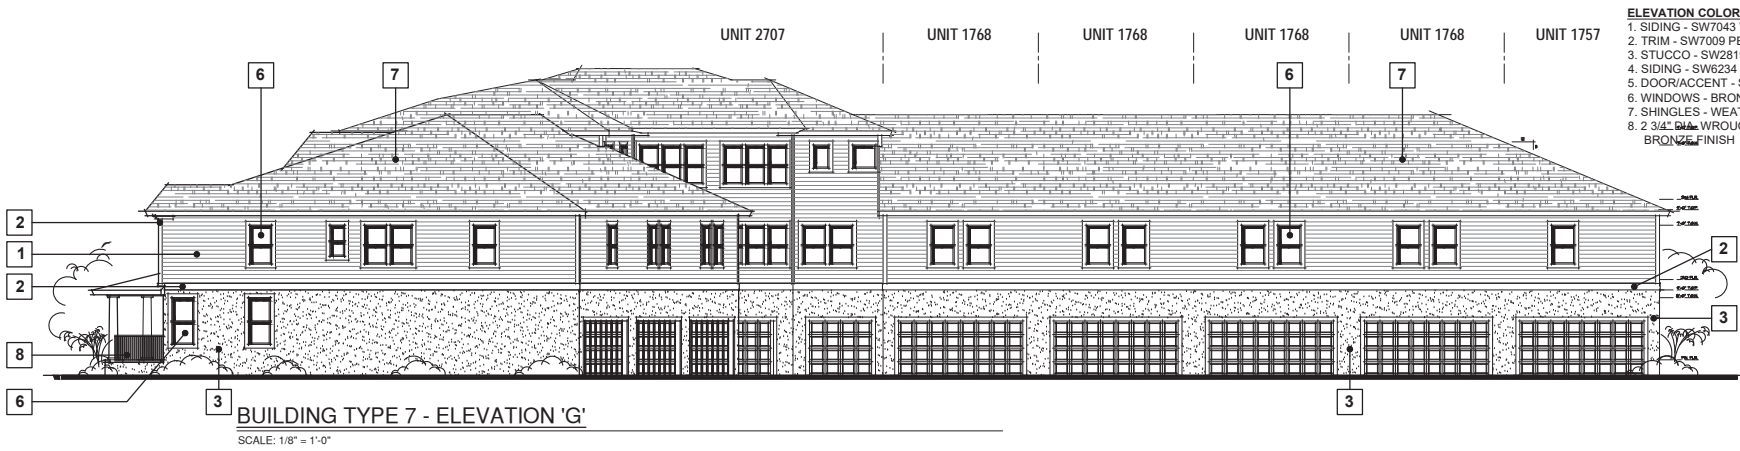 UNIT 2707 UNIT 1768 UNIT 1768 UNIT 1768 UNIT 1768 UNIT 1757
ELEVATION COLOR
1. SIDING - SW7043
2. TRIM - SW7009 PE
3. STUCCO - SW281
4. SIDING - SW6234
5. DOOR/ACCENT - S
6. WINDOWS - BRON
7. SHINGLES - WEAT
8. 2 3/4" DIA. WROUG
BRONZE FINISH
6 7 6 7
2
1
2
2
3
8
6
3
3
BUILDING TYPE 7 - ELEVATION 'G'
SCALE: 1/8" = 1'-0"